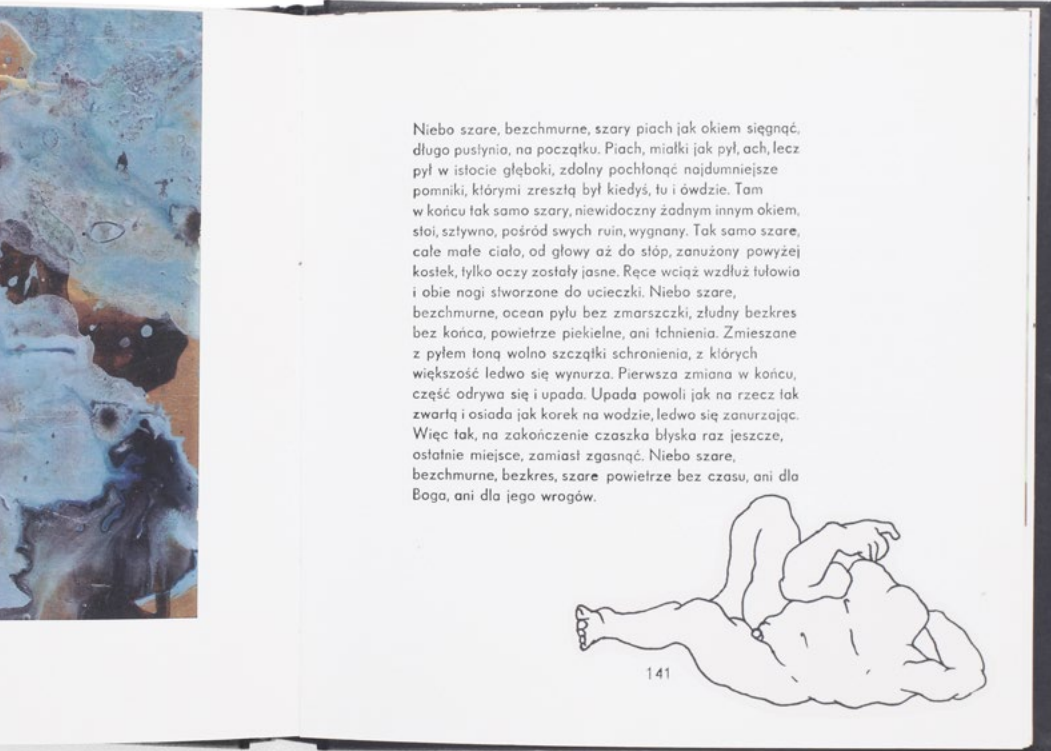 Niebo szare, bezchmurne, szary piach jak okiem sięgnąć,
długo pustynia, na początku. Piach, miałki jak pył, ach, lecz
pył w istocie głęboki, zdolny pochłonąć najdumniejsze
pomniki, którymi zresztą był kiedyś, tu i ówdzie. Tam
w końcu tak samo szary, niewidoczny żadnym innym okiem,
stoi, sztywno, pośród swych ruin, wygnany. Tak samo szare,
całe małe ciało, od głowy aż do stóp, zanużony powyżej
kostek, tylko oczy zostały jasne. Ręce wciąż wzdłuż tułowia
i obie nogi stworzone do ucieczki. Niebo szare,
bezchmurne, ocean pyłu bez zmarszczki, złudny bezkres
bez końca, powietrze piekielne, ani tchnienia. Zmieszane
z pyłem toną wolno szczątki schronienia, z których
większość ledwo się wynurza. Pierwsza zmiana w końcu,
część odrywa się i upada. Upada powoli jak na rzecz tak
zwartą i osiada jak korek na wodzie, ledwo się zanurzając.
Więc tak, na zakończenie czaszka błyska raz jeszcze,
ostatnie miejsce, zamiast zgasnąć. Niebo szare,
bezchmurne, bezkres, szare powietrze bez czasu, ani dla
Boga, ani dla jego wrogów.
141